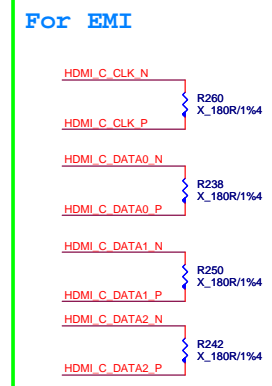 For EMI
HDMI_C_CLK_N
R260
X_180R/1%4
HDMI_C_CLK_P
HDMI_C_DATA0_N
R238
X_180R/1%4
HDMI_C_DATA0_P
HDMI_C_DATA1_N
R250
X_180R/1%4
HDMI_C_DATA1_P
HDMI_C_DATA2_N
R242
X_180R/1%4
HDMI_C_DATA2_P